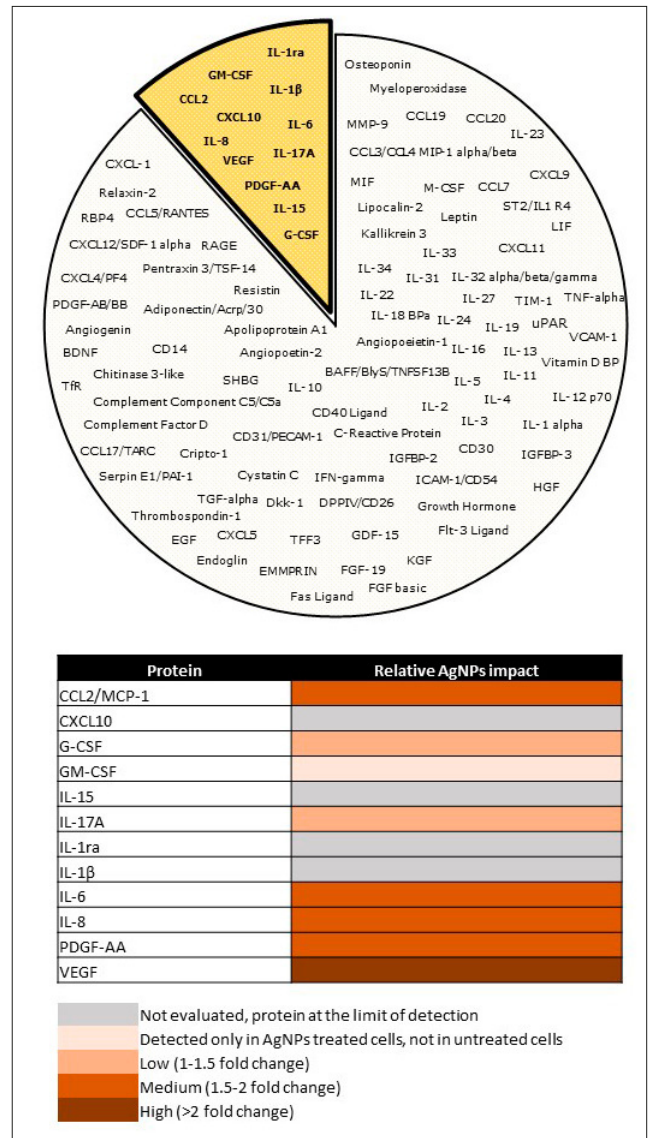 IL-1ra
GM-CSF
IL-1β
CCL2
CXCL10
IL-6
IL-8
IL-17A
VEGF
PDGF-AA
IL-15
G-CSF
Osteoponin
Myeloperoxidase
CCL19
CCL20
MMP-9
IL-23
CCL3/CCL4 MIP-1 alpha/beta
CXCL9
MIF
M-CSF
CCL7
Lipocalin-2
ST2/IL1 R4
Leptin
LIF
Kallikrein 3
CXCL11
IL-33
IL-34
IL-31
IL-32 alpha/beta/gamma
IL-22
IL-27
TIM-1
TNF-alpha
IL-18 BPa
IL-24
IL-19
uPAR
VCAM-1
Angiopoeietin-1
IL-16
IL-13
Vitamin D BP
BAFF/BlyS/TNFSF13B
IL-5
IL-11
IL-12 p70
CD40 Ligand
IL-2
IL-4
IL-3
IL-1 alpha
C-Reactive Protein
CD30
IGFBP-2
IGFBP-3
IFN-gamma
ICAM-1/CD54
HGF
DPPIV/CD26
Growth Hormone
Flt-3 Ligand
GDF-15
KGF
FGF-19
FGF basic
Fas Ligand
CXCL-1
Relaxin-2
RBP4
CCL5/RANTES
CXCL12/SDF-1 alpha
RAGE
Pentraxin 3/TSF-14
CXCL4/PF4
Resistin
PDGF-AB/BB
Adiponectin/Acrp/30
Angiogenin
Apolipoprotein A1
BDNF
CD14
Angiopoetin-2
Chitinase 3-like
TfR
SHBG
IL-10
Complement Component C5/C5a
Complement Factor D
CD31/PECAM-1
CCL17/TARC
Cripto-1
Serpin E1/PAI-1
Cystatin C
TGF-alpha
Dkk-1
Thrombospondin-1
EGF
CXCL5
TFF3
Endoglin
EMMPRIN
Protein Relative AgNPs impact
CCL2/MCP-1
CXCL10
G-CSF
GM-CSF
IL-15
IL-17A
IL-1ra
IL-1β
IL-6
IL-8
PDGF-AA
VEGF
Not evaluated, protein at the limit of detection
Detected only in AgNPs treated cells, not in untreated cells
Low (1-1.5 fold change)
Medium (1.5-2 fold change)
High (>2 fold change)